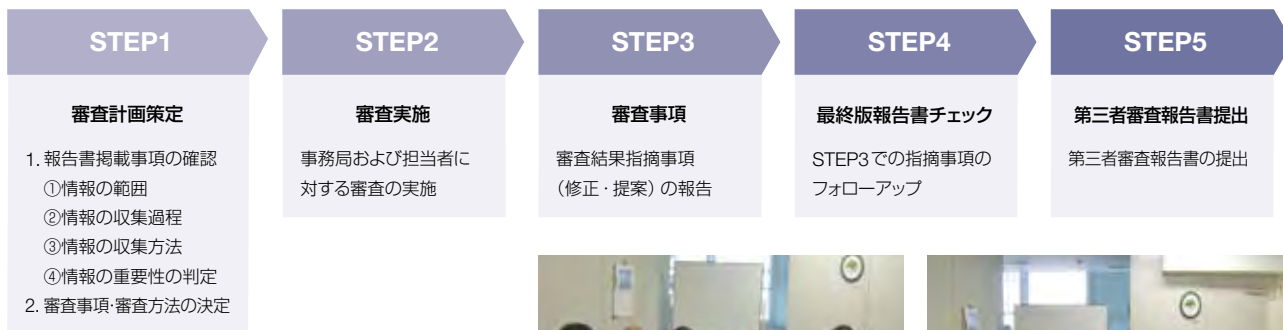 STEP1
審査計画策定
1. 報告書掲載事項の確認
①情報の範囲
②情報の収集過程
③情報の収集方法
④情報の重要性の判定
2. 審査事項・審査方法の決定
STEP2
審査実施
事務局および担当者に
対する審査の実施
STEP3
審査事項
審査結果指摘事項
（修正・提案）の報告
STEP4
最終版報告書チェック
STEP3での指摘事項の
フォローアップ
STEP5
第三者審査報告書提出
第三者審査報告書の提出